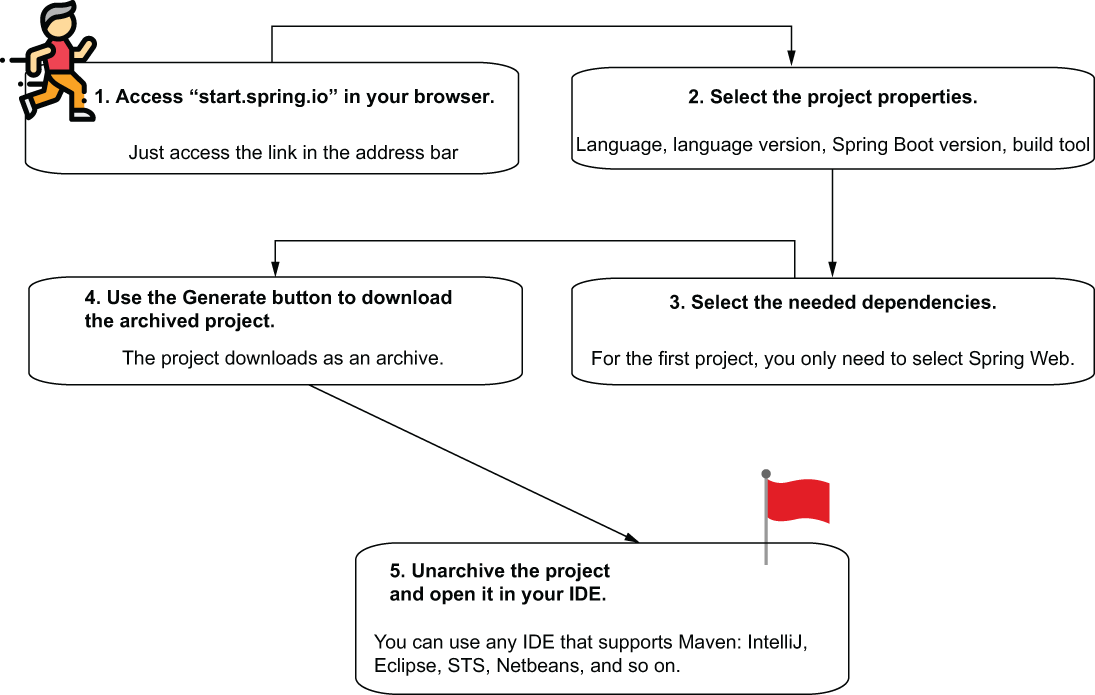 1. Access “start.spring.io” in your browser.
Just access the link in the address bar
2. Select the project properties.
Language, language version, Spring Boot version, build tool
3. Select the needed dependencies.
For the first project, you only need to select Spring Web.
4. Use the Generate button to download
the archived project.
The project downloads as an archive.
5. Unarchive the project
and open it in your IDE.
You can use any IDE that supports Maven: IntelliJ,
Eclipse, STS, Netbeans, and so on.